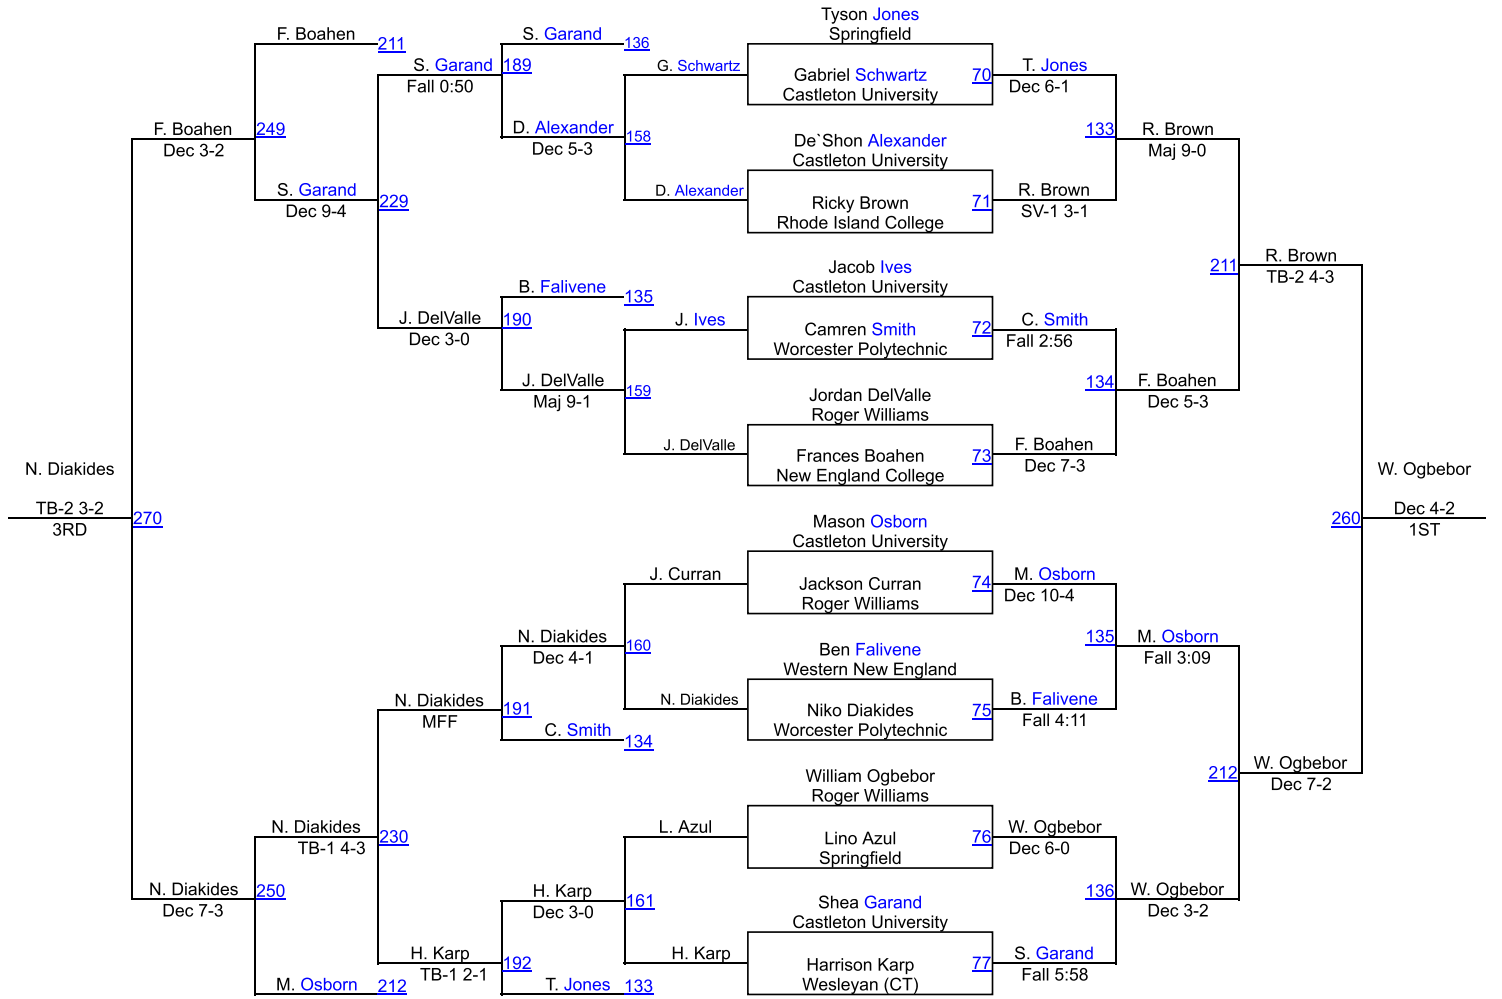 Tyson Jones
Springfield
F. Boahen
211
S. Garand
136
S. Garand
189
Fall 0:50
G. Schwartz
Gabriel Schwartz
70
Castleton University
T. Jones
Dec 6-1
F. Boahen
249
Dec 3-2
D. Alexander
158
Dec 5-3
De`Shon Alexander
Castleton University
133
R. Brown
Maj 9-0
S. Garand
229
Dec 9-4
D. Alexander
Ricky Brown
71
Rhode Island College
R. Brown
SV-1 3-1
Jacob Ives
Castleton University
211
R. Brown
TB-2 4-3
B. Falivene
135
J. DelValle
190
Dec 3-0
J. Ives
Camren Smith
72
Worcester Polytechnic
C. Smith
Fall 2:56
J. DelValle
159
Maj 9-1
Jordan DelValle
Roger Williams
134
F. Boahen
Dec 5-3
J. DelValle
Frances Boahen
73
New England College
F. Boahen
Dec 7-3
N. Diakides
TB-2 3-2
3RD
270
W. Ogbebor
260
Dec 4-2
1ST
Mason Osborn
Castleton University
J. Curran
Jackson Curran
74
Roger Williams
M. Osborn
Dec 10-4
N. Diakides
160
Dec 4-1
Ben Falivene
Western New England
135
M. Osborn
Fall 3:09
N. Diakides
191
MFF
N. Diakides
Niko Diakides
75
Worcester Polytechnic
B. Falivene
Fall 4:11
C. Smith
134
William Ogbebor
Roger Williams
212
W. Ogbebor
Dec 7-2
N. Diakides
230
TB-1 4-3
L. Azul
Lino Azul
76
Springfield
W. Ogbebor
Dec 6-0
N. Diakides
250
Dec 7-3
H. Karp
161
Dec 3-0
Shea Garand
Castleton University
136
W. Ogbebor
Dec 3-2
H. Karp
192
TB-1 2-1
H. Karp
Harrison Karp
77
Wesleyan (CT)
S. Garand
Fall 5:58
M. Osborn
212
T. Jones
133